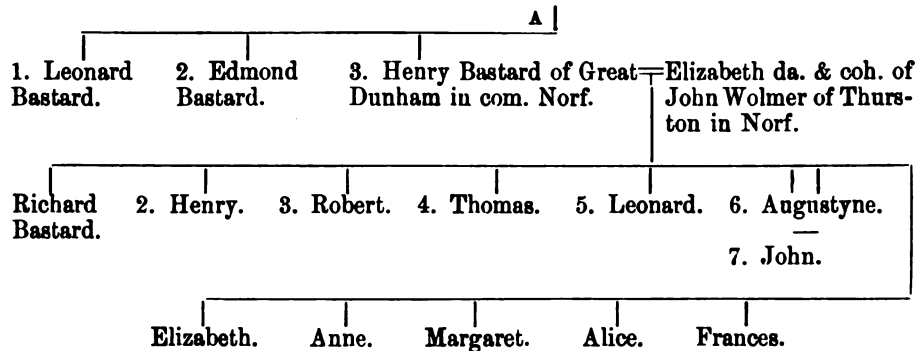 A
1. Leonard Bastard.
2. Edmond Bastard.
3. Henry Bastard of Great Dunham in com. Norf.
Elizabeth da. & coh. of John Wolmer of Thurs-
ton in Norf.
Richard Bastard.
2. Henry.
3. Robert.
4. Thomas.
5. Leonard.
6. Augustyne.
7. John.
Elizabeth.
Anne.
Margaret.
Alice.
Frances.